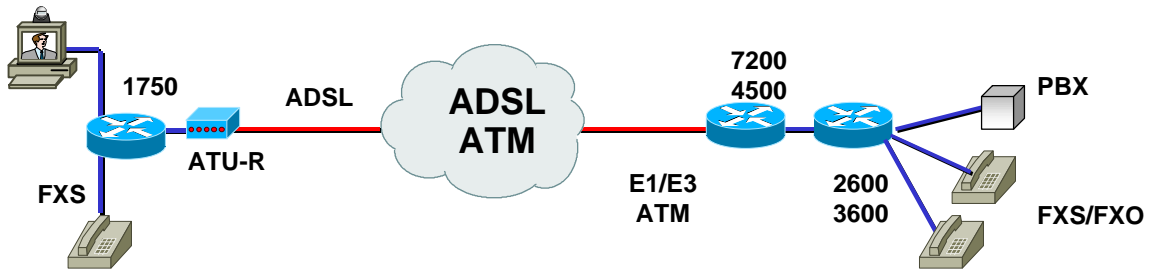 1750
ATU-R
FXS
ADSL
ADSL
ATM
E1/E3
ATM
7200
4500
2600
3600
PBX
FXS/FXO